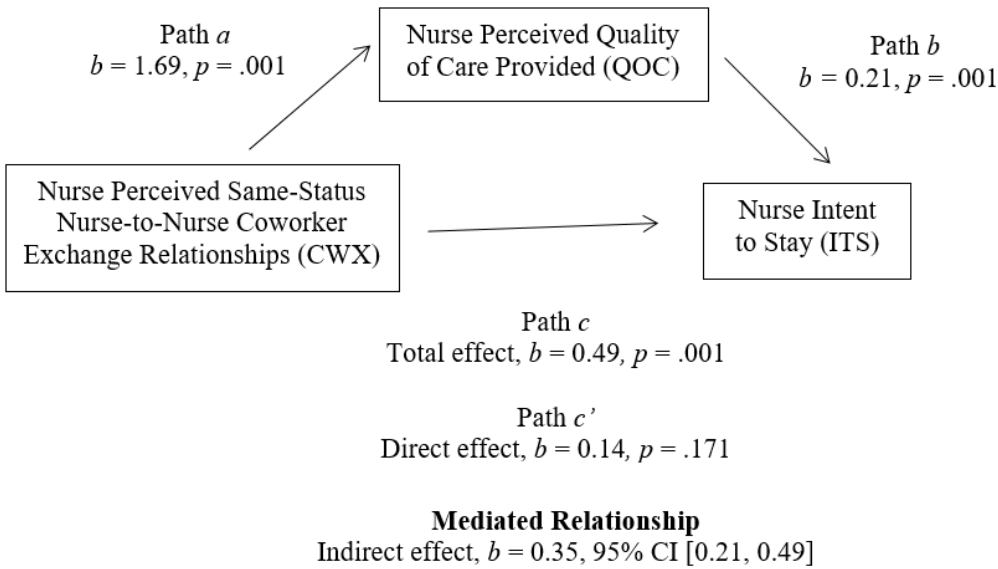 Path a
b = 1.69, p = .001
Nurse Perceived Quality
of Care Provided (QOC)
Path b
b = 0.21, p = .001
Nurse Perceived Same-Status
Nurse-to-Nurse Coworker
Exchange Relationships (CWX)
Nurse Intent
to Stay (ITS)
Path c
Total effect, b = 0.49, p = .001
Path c’
Direct effect, b = 0.14, p = .171
Mediated Relationship
Indirect effect, b = 0.35, 95% CI [0.21, 0.49]